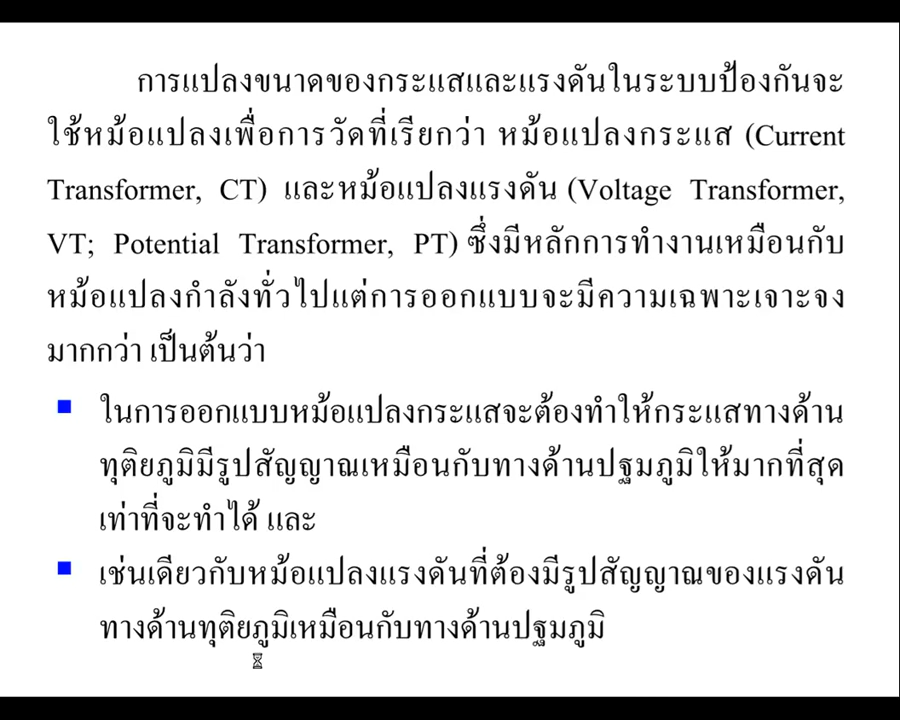 การแปลงขนาดของกระแสและแรงดันในระบบป้องกันจะ
ใช้หม้อแปลงเพื่อการวัดที่เรียกว่า หม้อแปลงกระแส (Current
Transformer, CT) และหม้อแปลงแรงดัน (Voltage Transformer,
VT; Potential Transformer, PT) ซึ่งมีหลักการทำงานเหมือนกับ
หม้อแปลงกำลังทั่วไปแต่การออกแบบจะมีความเฉพาะเจาะจง
มากกว่า เป็นต้นว่า
ในการออกแบบหม้อแปลงกระแสจะต้องทำให้กระแสทางด้าน
ทุติยภูมิมีรูปสัญญาณเหมือนกับทางด้านปฐมภูมิให้มากที่สุด
เท่าที่จะทำได้ และ
เช่นเดียวกับหม้อแปลงแรงดันที่ต้องมีรูปสัญญาณของแรงดัน
ทางด้านทุติยภูมิเหมือนกับทางด้านปฐมภูมิ